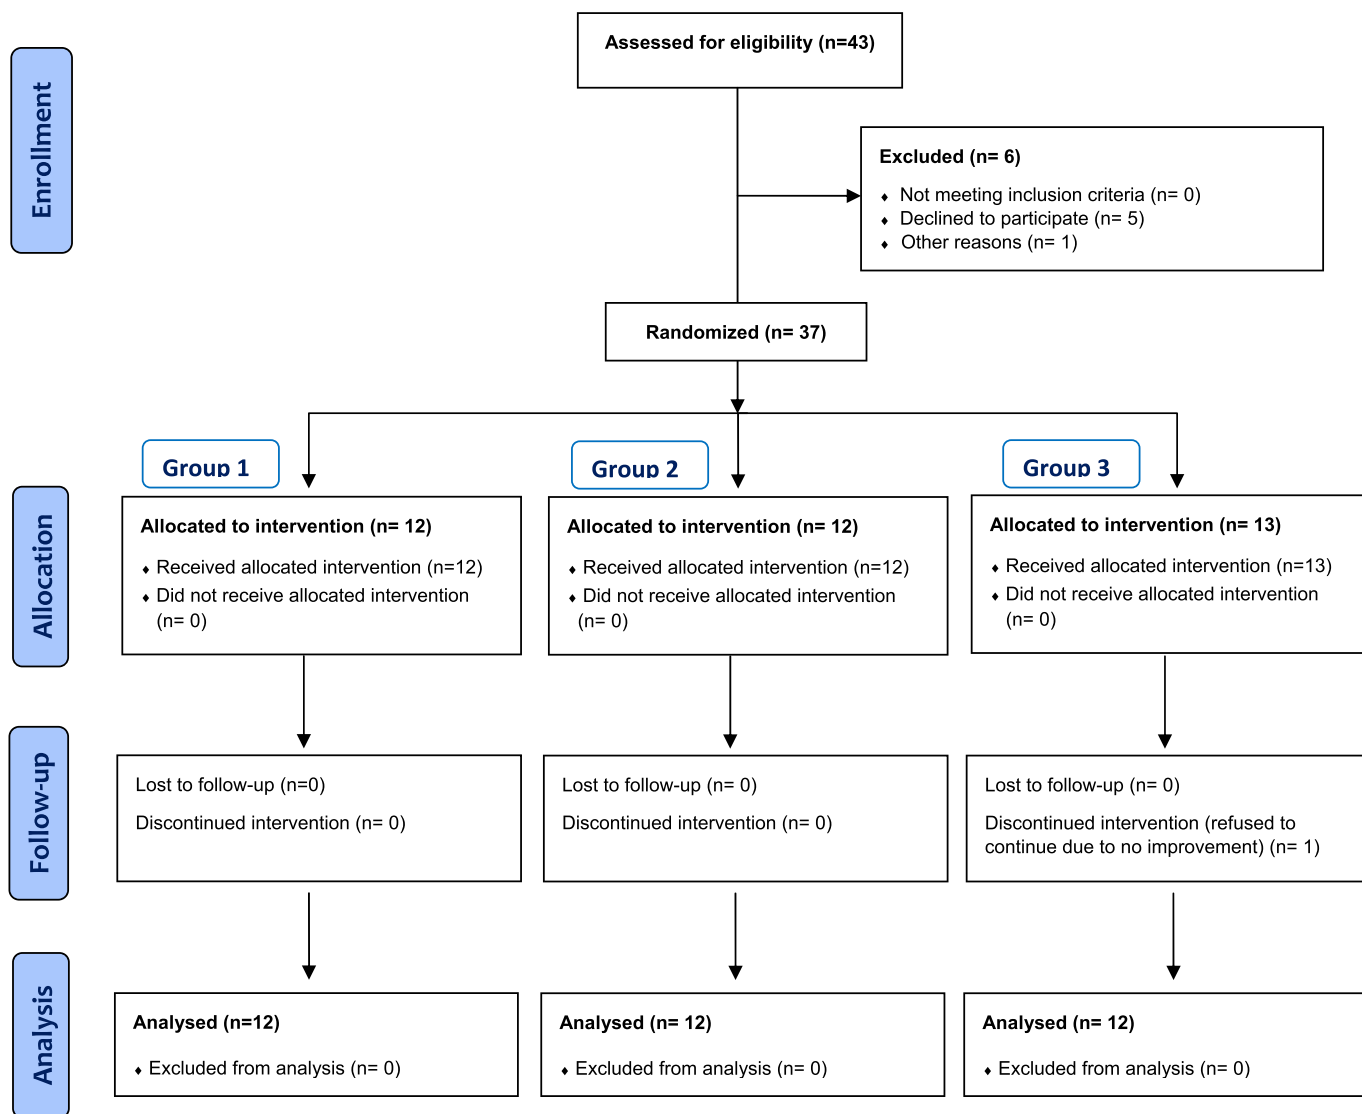 Enrollment
Assessed for eligibility (n=43)
Excluded (n= 6)
♦ Not meeting inclusion criteria (n= 0)
♦ Declined to participate (n= 5)
♦ Other reasons (n= 1)
Randomized (n= 37)
Allocation
Group 1
Allocated to intervention (n= 12)
♦ Received allocated intervention (n=12)
♦ Did not receive allocated intervention
(n= 0)
Group 2
Allocated to intervention (n= 12)
♦ Received allocated intervention (n=12)
♦ Did not receive allocated intervention
(n= 0)
Group 3
Allocated to intervention (n= 13)
♦ Received allocated intervention (n=13)
♦ Did not receive allocated intervention
(n= 0)
Follow-up
Lost to follow-up (n=0)
Discontinued intervention (n= 0)
Lost to follow-up (n= 0)
Discontinued intervention (n= 0)
Lost to follow-up (n= 0)
Discontinued intervention (refused to
continue due to no improvement) (n= 1)
Analysis
Analysed (n=12)
♦ Excluded from analysis (n= 0)
Analysed (n= 12)
♦ Excluded from analysis (n= 0)
Analysed (n= 12)
♦ Excluded from analysis (n= 0)